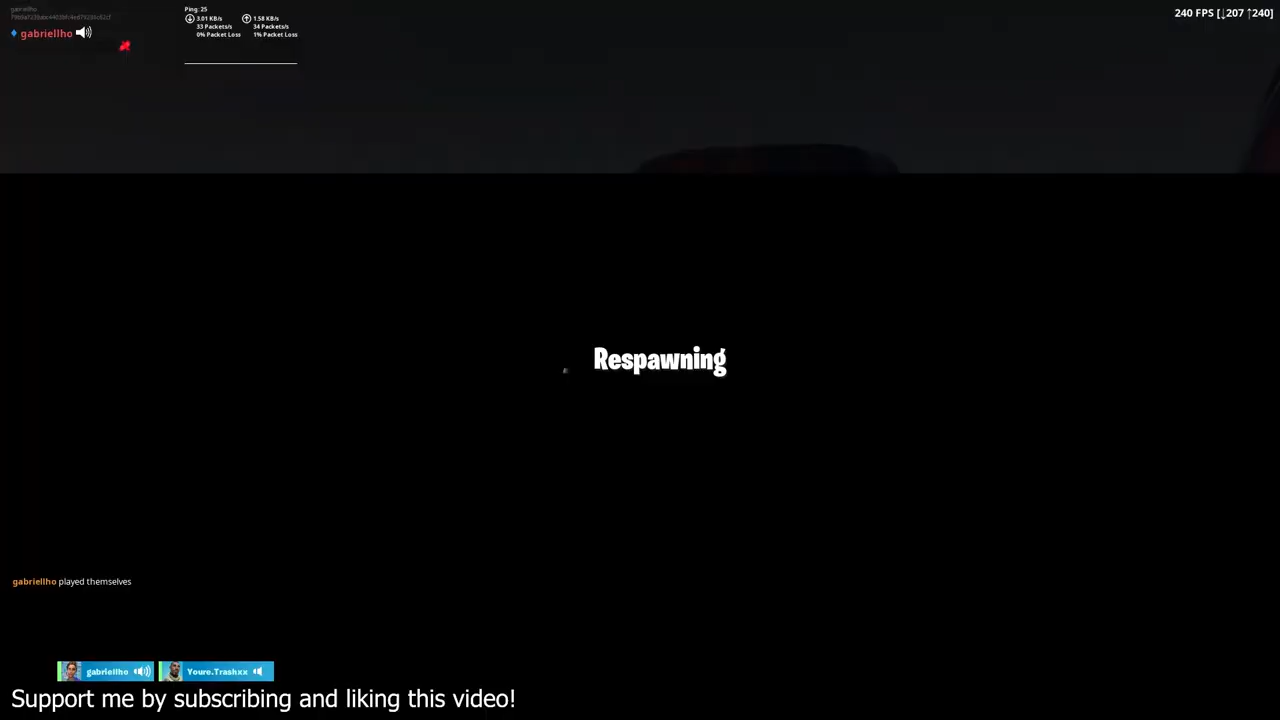 gabriellho
Ping: 25
3.01 KB/s 1.58 KB/s
33 Packets/s 34 Packets/s
0% Packet Loss 1% Packet Loss
240 FPS [↓207 ↑240]
gabriellho
Respawning
gabriellho played themselves
gabriellho Youre.Trashxx
Support me by subscribing and liking this video!